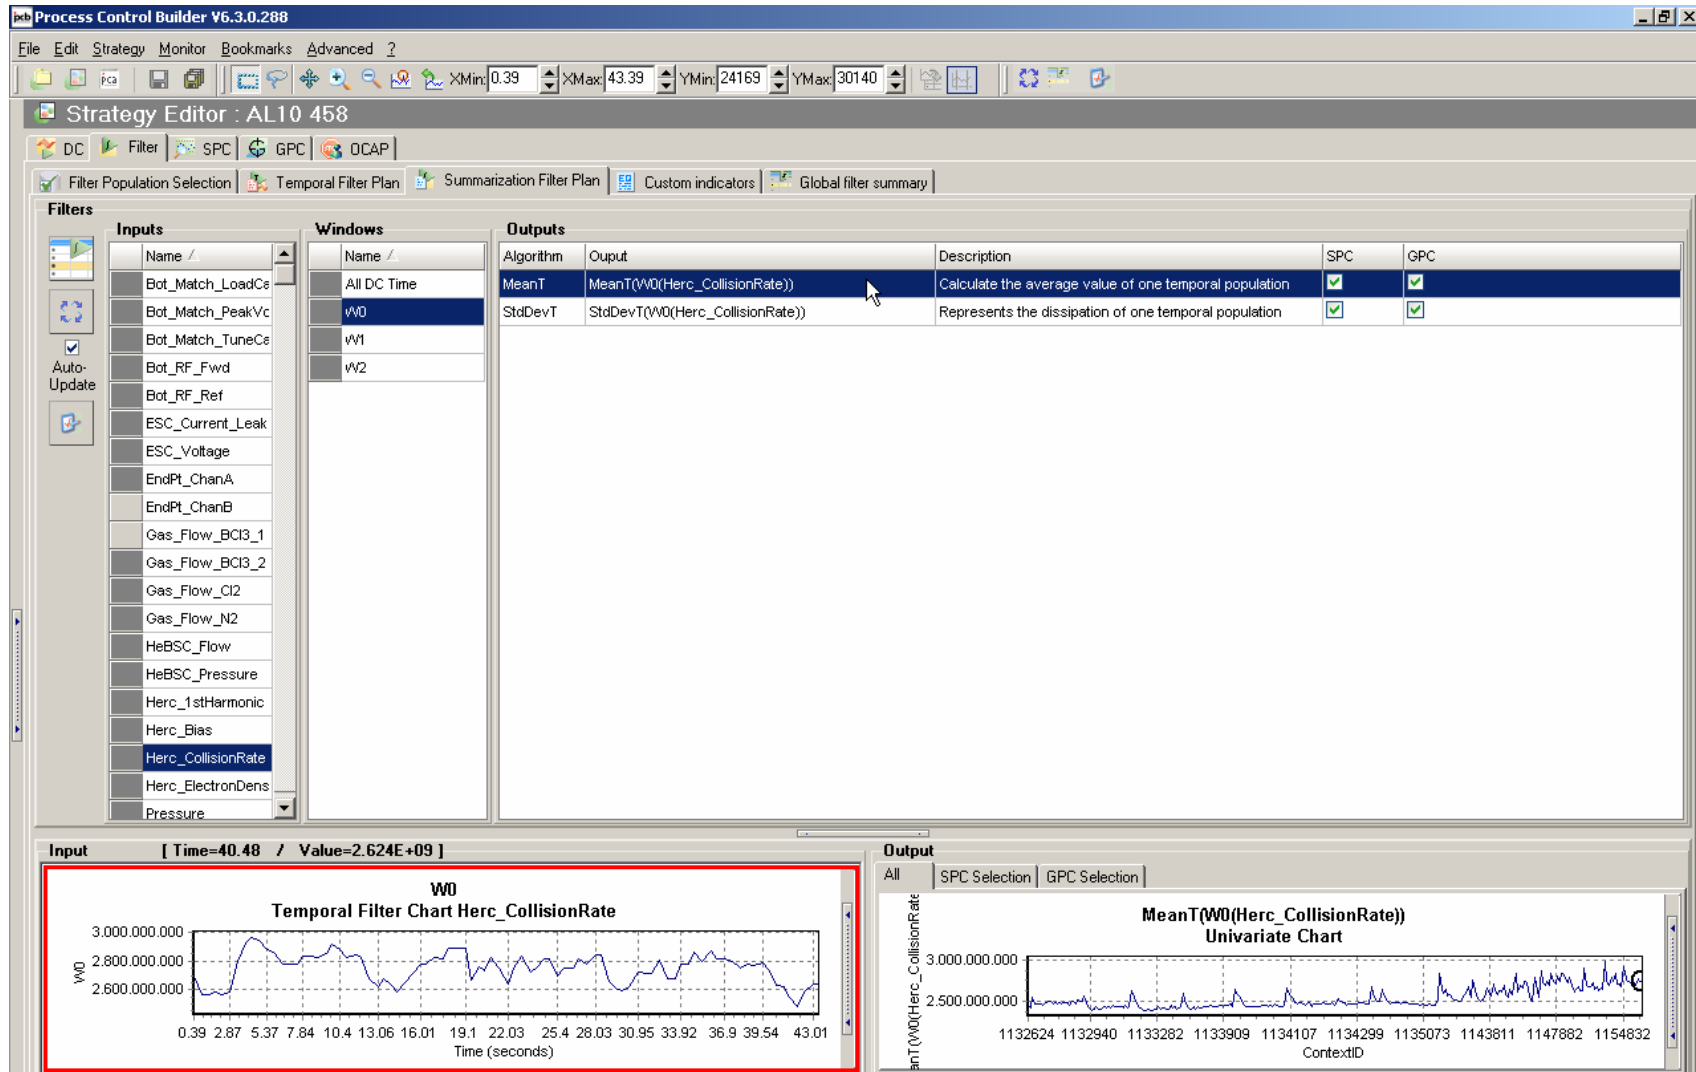 pcb Process Control Builder V6.3.0.288
File Edit Strategy Monitor Bookmarks Advanced ?
pca XMin: 0.39 XMax: 43.39 YMin: 24169 YMax: 30140
Strategy Editor : AL10 458
DC Filter SPC GPC OCAP
Filter Population Selection Temporal Filter Plan Summarization Filter Plan Custom indicators Global filter summary
Filters
Inputs Windows Outputs
Name Name Algorithm Ouput Description SPC GPC
Bot_Match_LoadCa All DC Time MeanT MeanT(W0(Herc_CollisionRate)) Calculate the average value of one temporal population
Bot_Match_PeakVc W0 StdDevT StdDevT(W0(Herc_CollisionRate)) Represents the dissipation of one temporal population
Bot_Match_TuneCa W1
Auto-Update
Bot_RF_Fwd W2
Bot_RF_Ref
ESC_Current_Leak
ESC_Voltage
EndPt_ChanA
EndPt_ChanB
Gas_Flow_BCl3_1
Gas_Flow_BCl3_2
Gas_Flow_Cl2
Gas_Flow_N2
HeBSC_Flow
HeBSC_Pressure
Herc_1stHarmonic
Herc_Bias
Herc_CollisionRate
Herc_ElectronDens
Pressure
Input [ Time=40.48 / Value=2.624E+09 ]
W0
Temporal Filter Chart Herc_CollisionRate
3.000.000.000
2.800.000.000
2.600.000.000
W0
0.39 2.87 5.37 7.84 10.4 13.06 16.01 19.1 22.03 25.4 28.03 30.95 33.92 36.9 39.54 43.01
Time (seconds)
Output
All SPC Selection GPC Selection
MeanT(W0(Herc_CollisionRate))
Univariate Chart
anT(W0(Herc_CollisionRate
3.000.000.000
2.500.000.000
1132624 1132940 1133282 1133909 1134107 1134299 1135073 1143811 1147882 1154832
ContextID